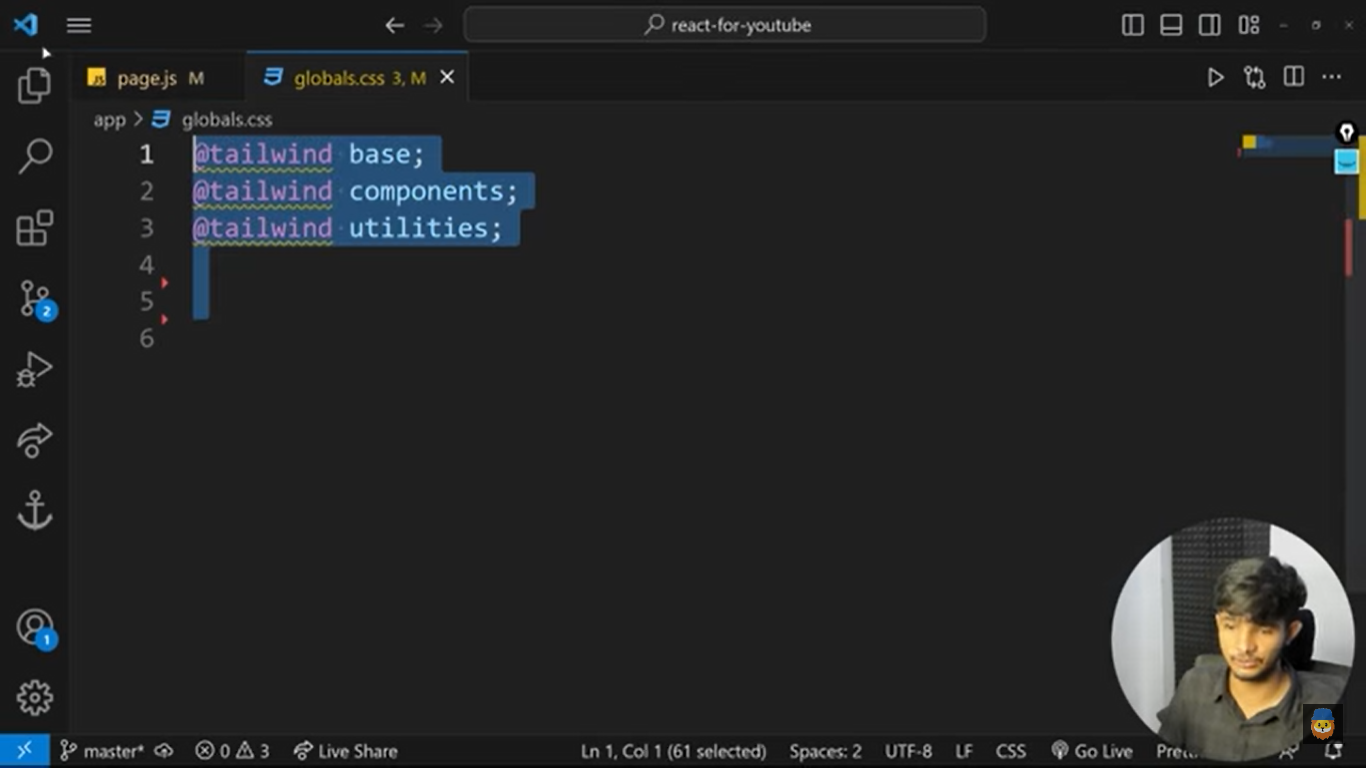 react-for-youtube
JS page.js M
globals.css 3, M
app > globals.css
1 @tailwind base;
2 @tailwind components;
3 @tailwind utilities;
4
5
6
2
1
master* 0 3 Live Share Ln 1, Col 1 (61 selected) Spaces: 2 UTF-8 LF CSS Go Live